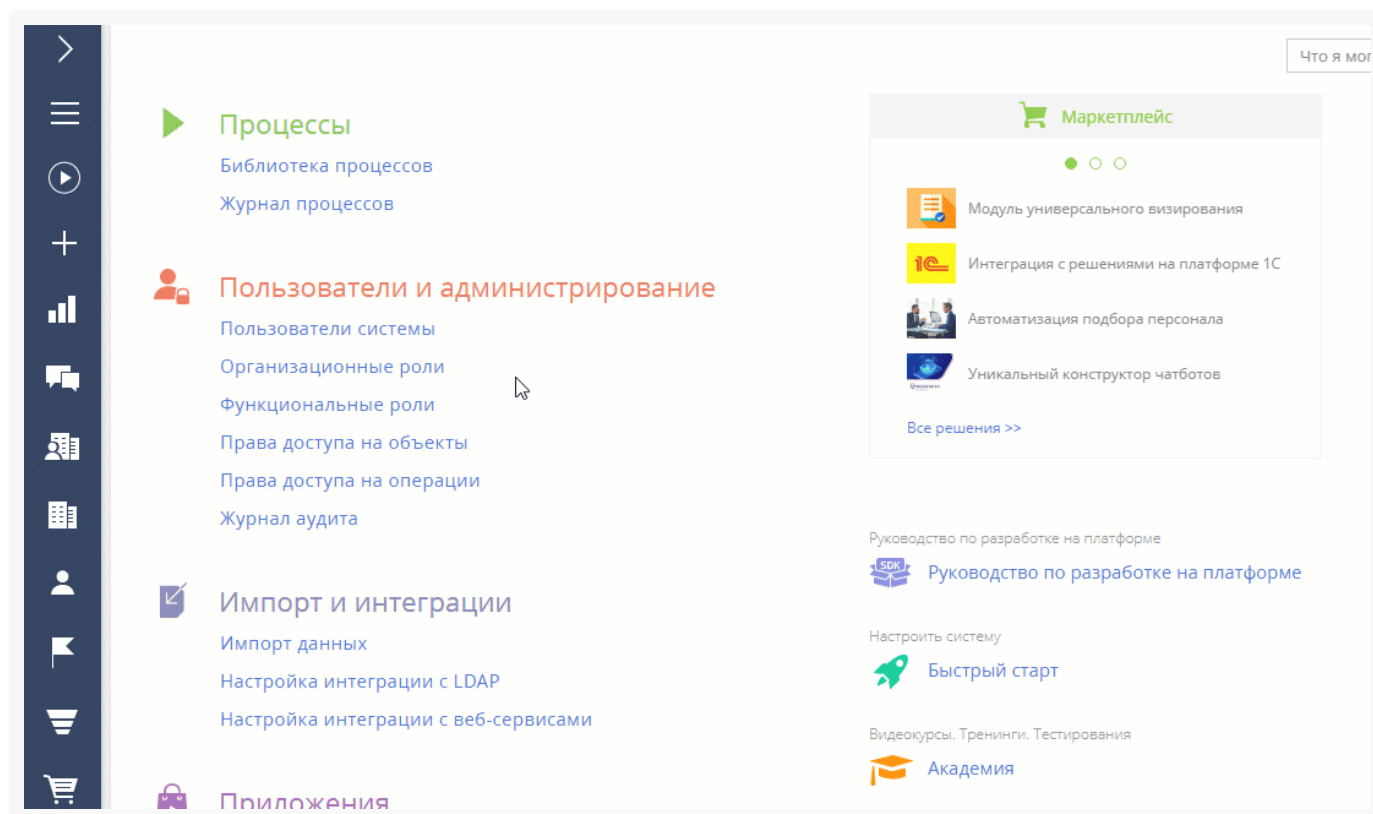 Что я мог
Процессы
Библиотека процессов
Журнал процессов
Пользователи и администрирование
Пользователи системы
Организационные роли
Функциональные роли
Права доступа на объекты
Права доступа на операции
Журнал аудита
Импорт и интеграции
Импорт данных
Настройка интеграции с LDAP
Настройка интеграции с веб-сервисами
Приложения
Маркетплейс
Модуль универсального визирования
1С
Интеграция с решениями на платформе 1С
Автоматизация подбора персонала
Уникальный конструктор чатботов
Все решения >>
Руководство по разработке на платформе
SDK
Руководство по разработке на платформе
Настроить систему
Быстрый старт
Видеокурсы. Тренинги. Тестирования
Академия